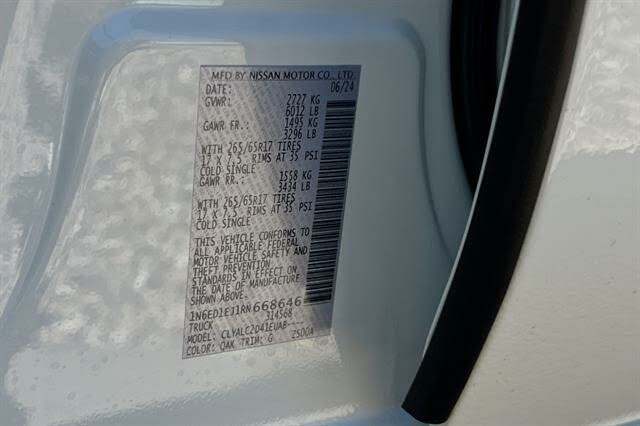 MFD BY NISSAN MOTOR CO., LTD.
DATE: 06/24
GVWR: 2727 KG
6012 LB
GAWR FR.: 1495 KG
3296 LB
WITH 265/65R17 TIRES
17 X 7.5 RIMS AT 35 PSI
COLD SINGLE
GAWR RR.: 1558 KG
3434 LB
WITH 265/65R17 TIRES
17 X 7.5 RIMS AT 35 PSI
COLD SINGLE
THIS VEHICLE CONFORMS TO
ALL APPLICABLE FEDERAL
MOTOR VEHICLE SAFETY AND
THEFT PREVENTION
STANDARDS IN EFFECT ON
THE DATE OF MANUFACTURE
SHOWN ABOVE.
1N6ED1EJ1RN668646
TRUCK 314568
MODEL: CLYALC2D41EUAB-----
COLOR: QAK TRIM: G 2500A